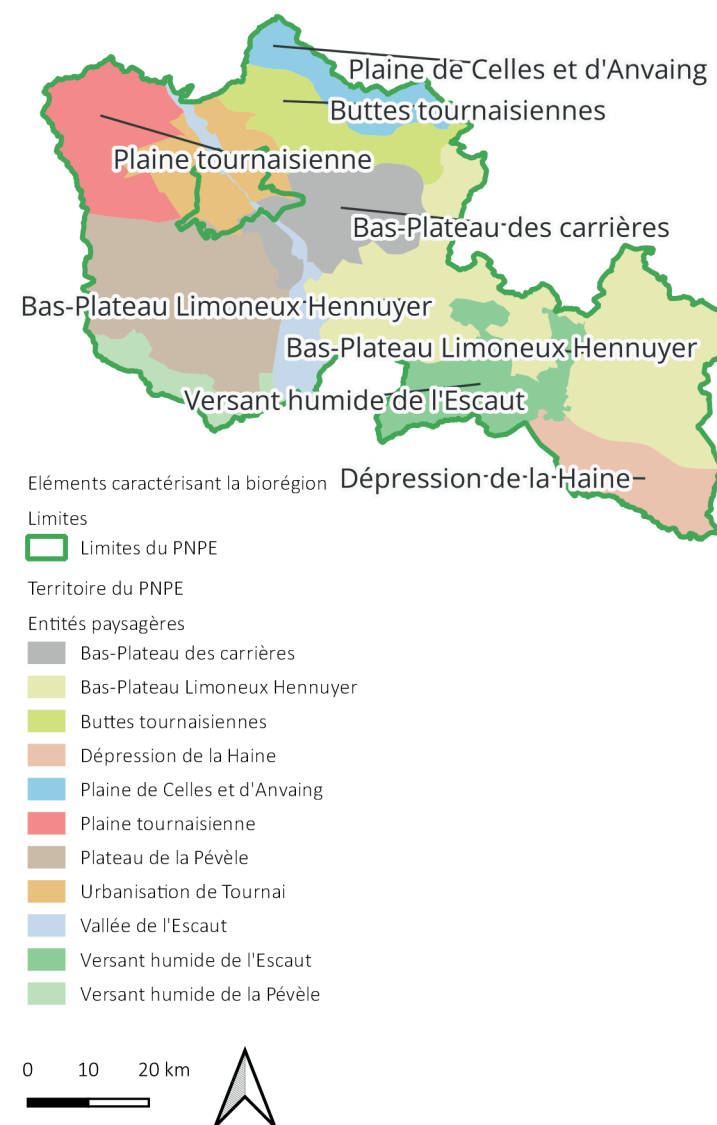 Plaine de Celles et d'Anvaing
Buttes tournaisiennes
Plaine tournaisienne
Bas-Plateau des carrières
Bas-Plateau Limoneux Hennuyer
Bas-Plateau Limoneux Hennuyer
Versant humide de l'Escaut
Dépression de la Haine
Eléments caractérisant la biorégion
Limites
Limites du PNPE
Territoire du PNPE
Entités paysagères
Bas-Plateau des carrières
Bas-Plateau Limoneux Hennuyer
Buttes tournaisiennes
Dépression de la Haine
Plaine de Celles et d'Anvaing
Plaine tournaisienne
Plateau de la Pévèle
Urbanisation de Tournai
Vallée de l'Escaut
Versant humide de l'Escaut
Versant humide de la Pévèle
0 10 20 km